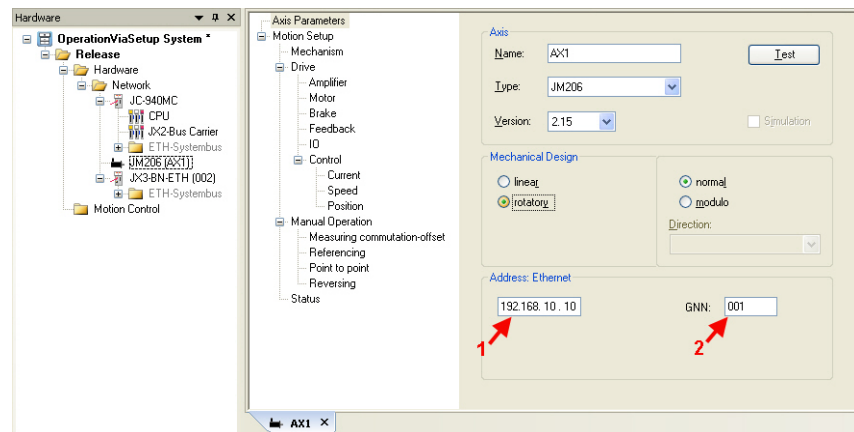 Hardware
OperationViaSetup System *
Release
Hardware
Network
JC-940MC
CPU
JX2-Bus Carrier
ETH-Systembus
JM206 (AX1)
JX3-BN-ETH (002)
ETH-Systembus
Motion Control
Axis Parameters
Motion Setup
Mechanism
Drive
Amplifier
Motor
Brake
Feedback
IO
Control
Current
Speed
Position
Manual Operation
Measuring commutation-offset
Referencing
Point to point
Reversing
Status
Axis
Name: AX1 Test
Type: JM206
Version: 2.15 Simulation
Mechanical Design
linear
rotatory
normal
modulo
Direction:
Address: Ethernet
192.168. 10 . 10 GNN: 001
1 2
AX1 X